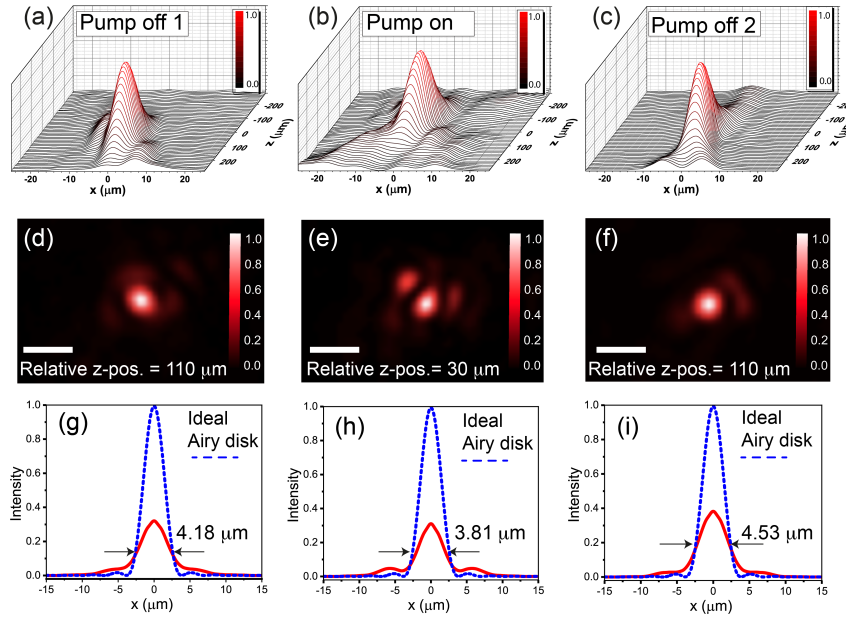 (a) Pump off 1
1.0
0.0
-200
-100
0
100
200
z (μm)
-20 -10 0 10 20
x (μm)
(b) Pump on
1.0
0.0
-200
-100
0
100
200
z (μm)
-20 -10 0 10 20
x (μm)
(c) Pump off 2
1.0
0.0
-200
-100
0
100
200
z (μm)
-20 -10 0 10 20
x (μm)
(d)
1.0
0.8
0.6
0.4
0.2
0.0
Relative z-pos. = 110 μm
(e)
1.0
0.8
0.6
0.4
0.2
0.0
Relative z-pos.= 30 μm
(f)
1.0
0.8
0.6
0.4
0.2
0.0
Relative z-pos. = 110 μm
(g)
Ideal
Airy disk
4.18 μm
Intensity
1.0
0.8
0.6
0.4
0.2
0.0
-15 -10 -5 0 5 10 15
x (μm)
(h)
Ideal
Airy disk
3.81 μm
Intensity
1.0
0.8
0.6
0.4
0.2
0.0
-15 -10 -5 0 5 10 15
x (μm)
(i)
Ideal
Airy disk
4.53 μm
Intensity
1.0
0.8
0.6
0.4
0.2
0.0
-15 -10 -5 0 5 10 15
x (μm)